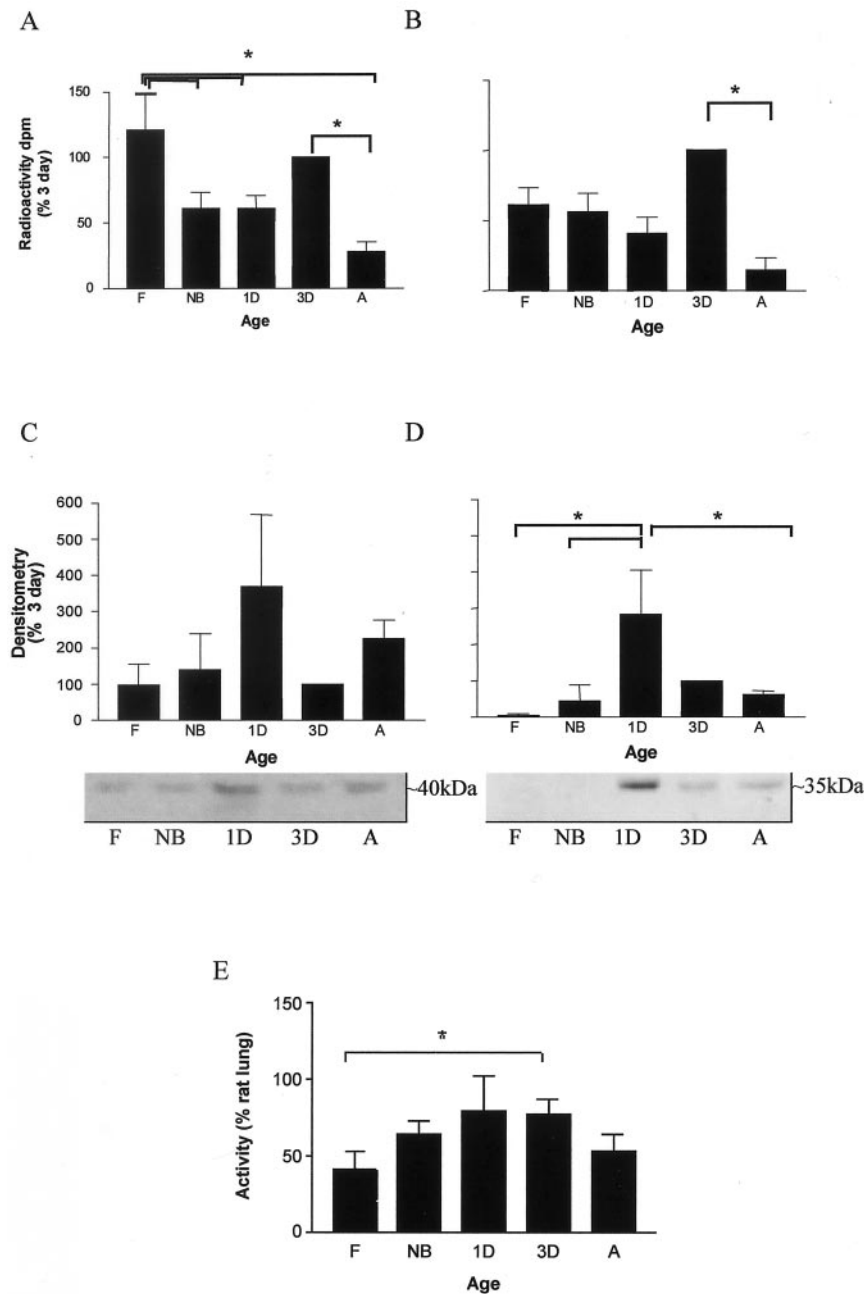 A
B
*
*
*
150
100
50
0
Radioactivity dpm
(% 3 day)
F NB 1D 3D A
Age
F NB 1D 3D A
Age
C
D
600
500
400
300
200
100
0
Densitometry
(% 3 day)
*
*
F NB 1D 3D A
Age
F NB 1D 3D A
Age
~40kDa
F NB 1D 3D A
~35kDa
F NB 1D 3D A
E
150
100
50
0
Activity (% rat lung)
*
F NB 1D 3D A
Age